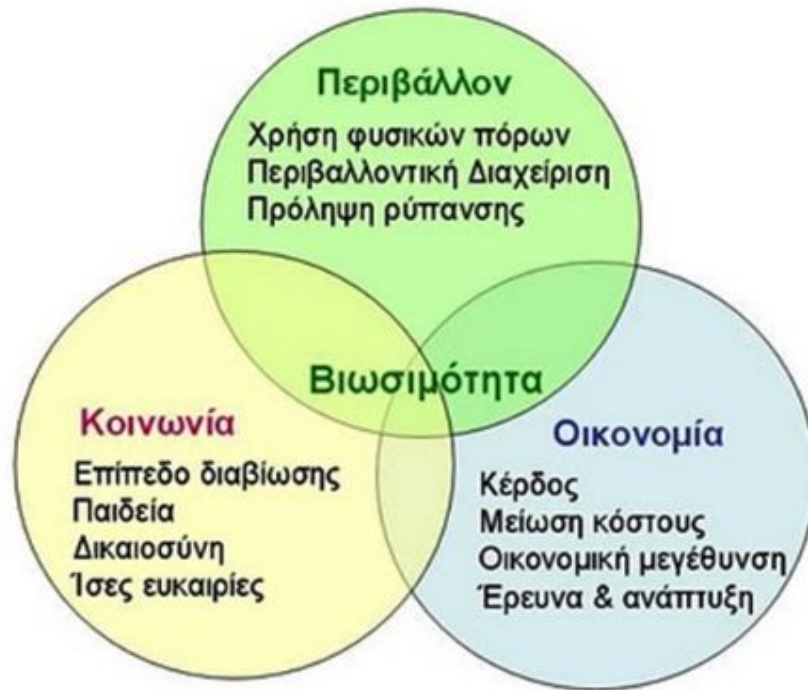 Περιβάλλον
Χρήση φυσικών πόρων
Περιβαλλοντική Διαχείριση
Πρόληψη ρύπανσης
Βιωσιμότητα
Κοινωνία
Επίπεδο διαβίωσης
Παιδεία
Δικαιοσύνη
Ίσες ευκαιρίες
Οικονομία
Κέρδος
Μείωση κόστους
Οικονομική μεγέθυνση
Έρευνα & ανάπτυξη